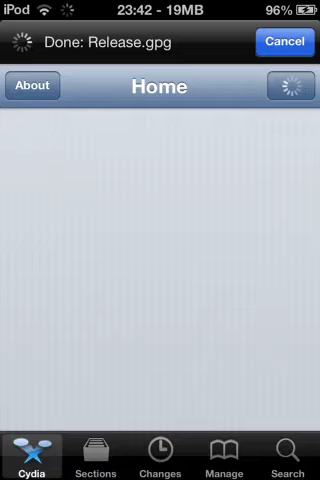 iPod 23:42 - 19MB 96%
Done: Release.gpg Cancel
About Home
Cydia Sections Changes Manage Search